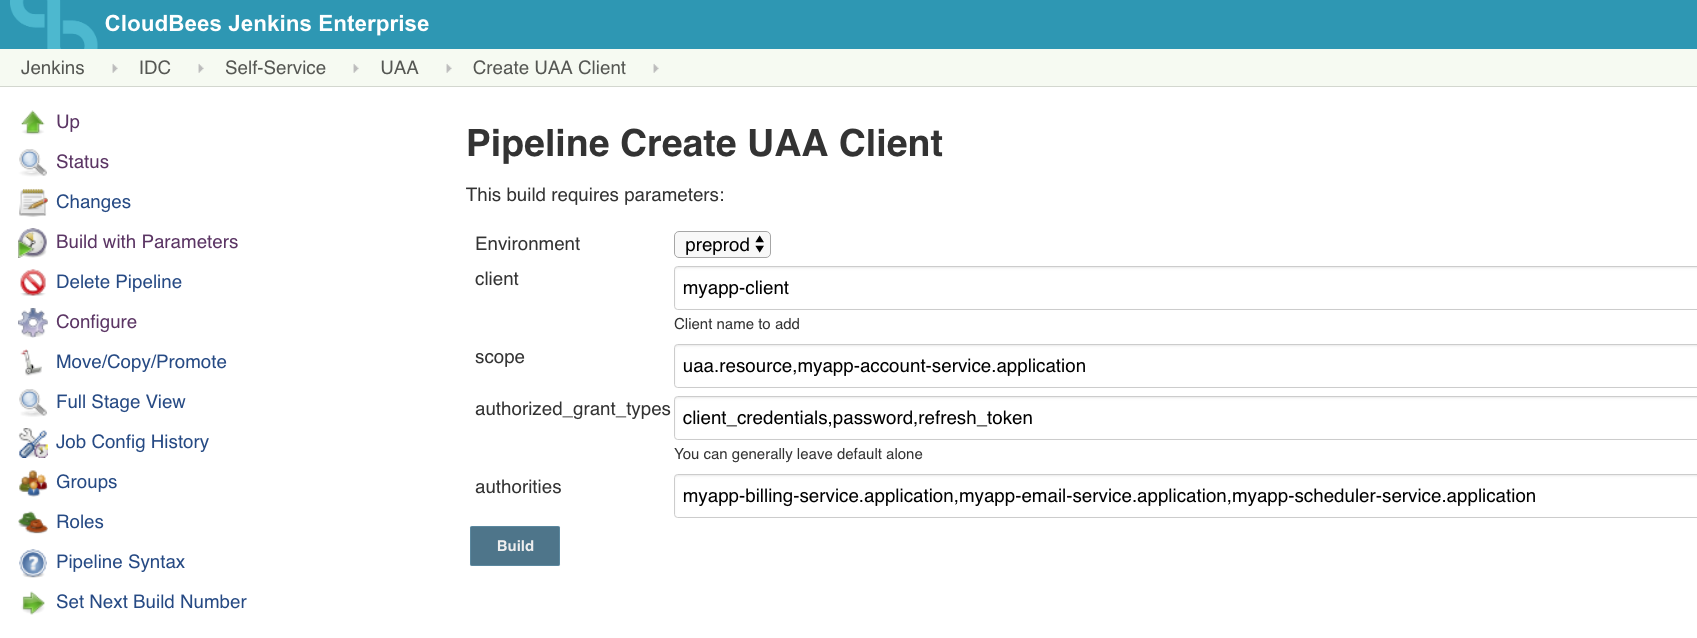 CloudBees Jenkins Enterprise
Jenkins IDC Self-Service UAA Create UAA Client
Up
Status
Changes
Build with Parameters
Delete Pipeline
Configure
Move/Copy/Promote
Full Stage View
Job Config History
Groups
Roles
Pipeline Syntax
Set Next Build Number
Pipeline Create UAA Client
This build requires parameters:
Environment preprod
client myapp-client
Client name to add
scope uaa.resource,myapp-account-service.application
authorized_grant_types client_credentials,password,refresh_token
You can generally leave default alone
authorities myapp-billing-service.application,myapp-email-service.application,myapp-scheduler-service.application
Build